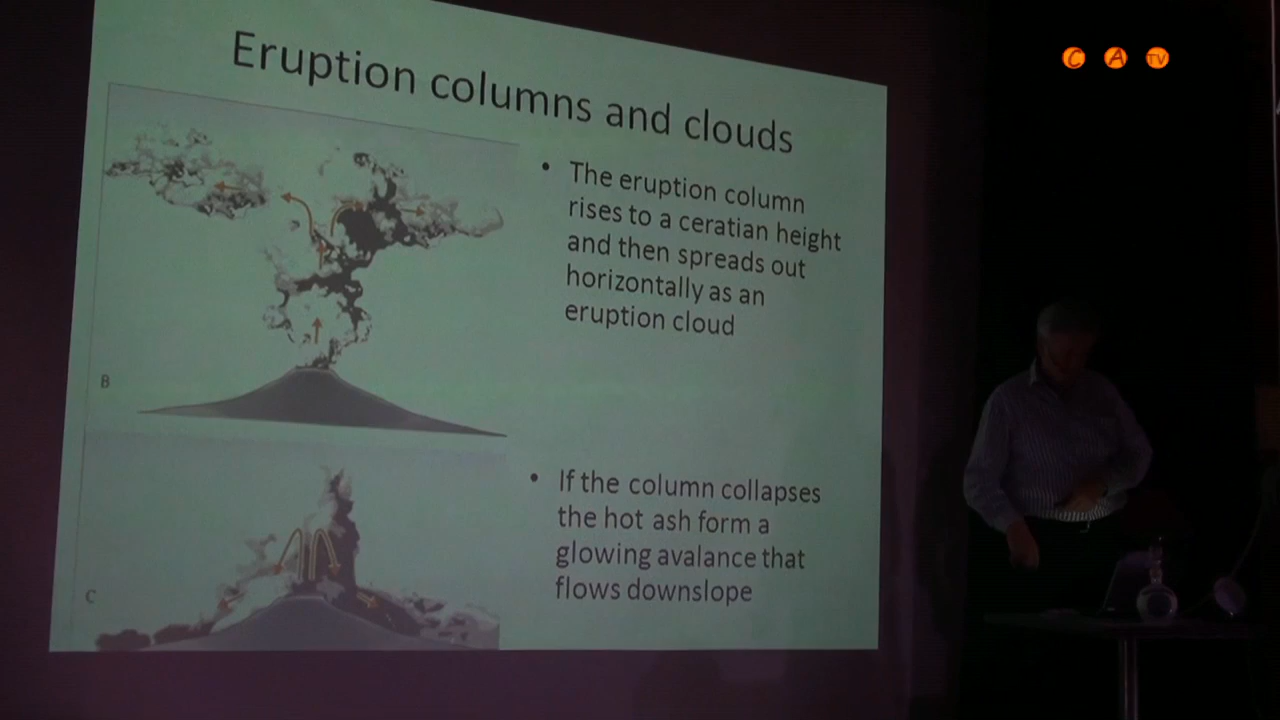 C A TV
Eruption columns and clouds
• The eruption column
rises to a ceratian height
and then spreads out
horizontally as an
eruption cloud
B
• If the column collapses
the hot ash form a
glowing avalance that
flows downslope
C